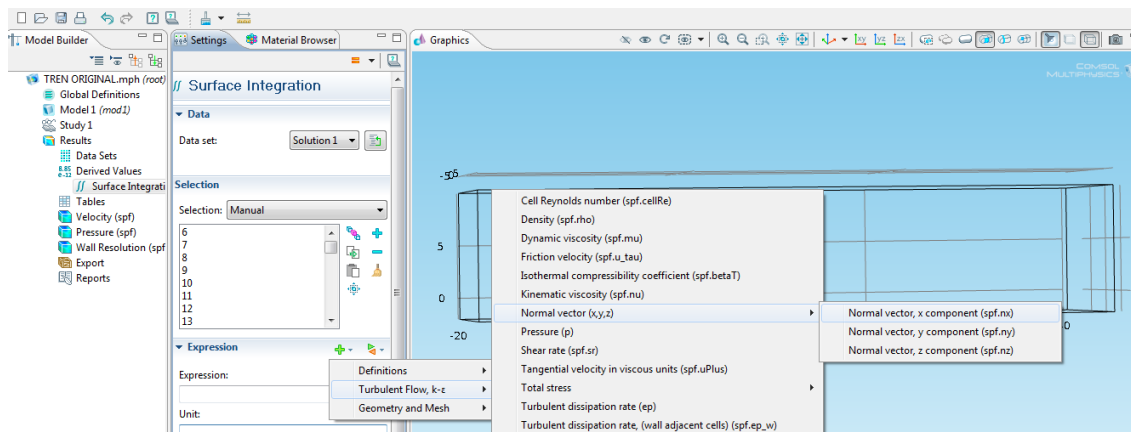 Model Builder
TREN ORIGINAL.mph (root)
Global Definitions
Model 1 (mod1)
Study 1
Results
Data Sets
8.85
e-12
Derived Values
Surface Integrati
Tables
Velocity (spf)
Pressure (spf)
Wall Resolution (spf
Export
Reports
Settings
Material Browser
Surface Integration
Data
Data set:
Solution 1
Selection
Selection:
Manual
6
7
8
9
10
11
12
13
Expression
Expression:
Unit:
Definitions
Turbulent Flow, k-ε
Geometry and Mesh
Graphics
xy
yz
zx
COMSOL
MULTIPHYSICS
5
0
-20
Cell Reynolds number (spf.cellRe)
Density (spf.rho)
Dynamic viscosity (spf.mu)
Friction velocity (spf.u_tau)
Isothermal compressibility coefficient (spf.betaT)
Kinematic viscosity (spf.nu)
Normal vector (x,y,z)
Pressure (p)
Shear rate (spf.sr)
Tangential velocity in viscous units (spf.uPlus)
Total stress
Turbulent dissipation rate (ep)
Turbulent dissipation rate, (wall adjacent cells) (spf.ep_w)
Normal vector, x component (spf.nx)
Normal vector, y component (spf.ny)
Normal vector, z component (spf.nz)
0